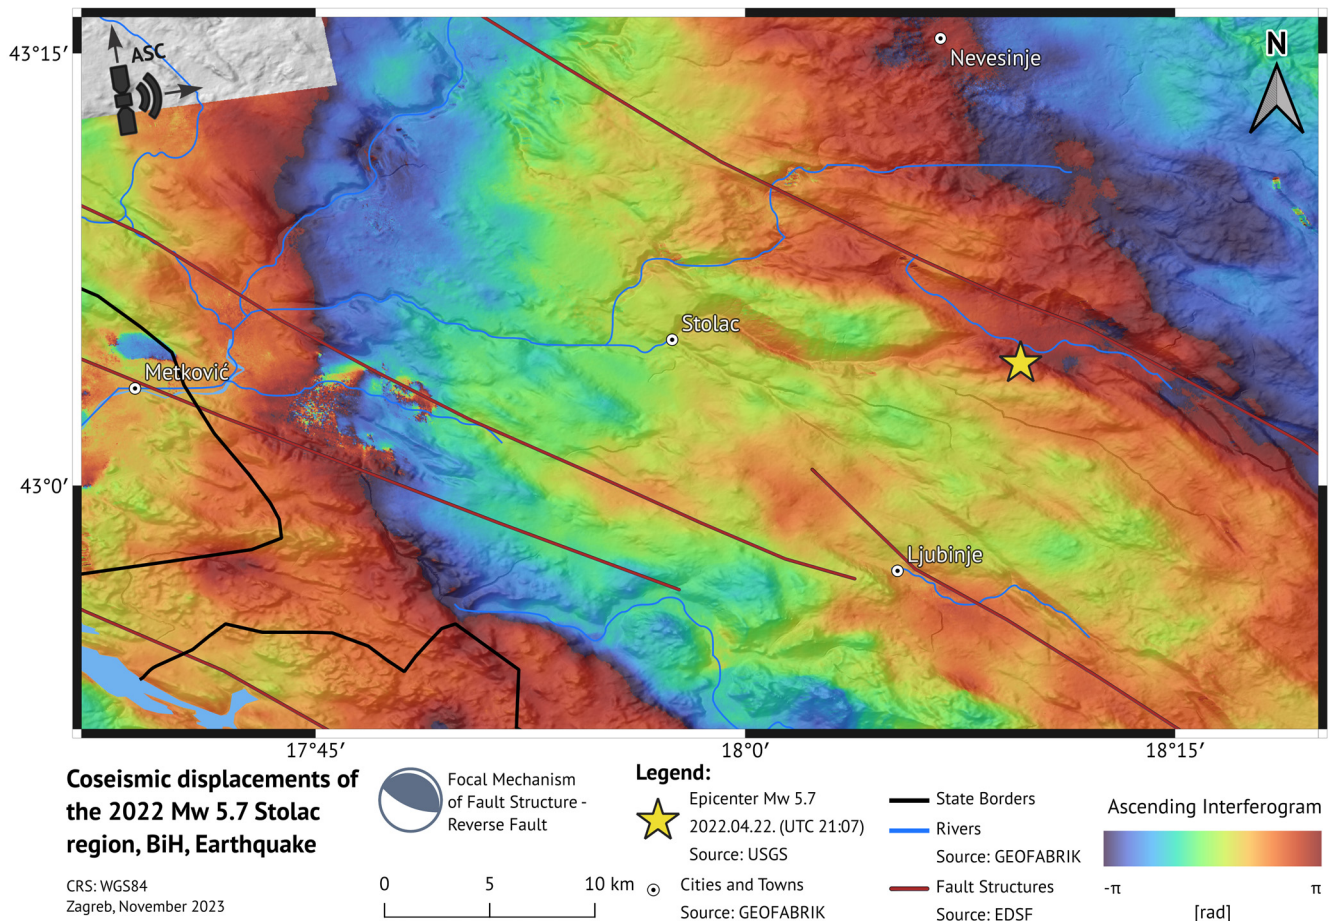 ASC
N
43°15′
Nevesinje
Stolac
Metković
43°0′
Ljubinje
17°45′
18°0′
18°15′
Coseismic displacements of
the 2022 Mw 5.7 Stolac
region, BiH, Earthquake
CRS: WGS84
Zagreb, November 2023
Focal Mechanism
of Fault Structure -
Reverse Fault
0
5
10 km
Legend:
Epicenter Mw 5.7
2022.04.22. (UTC 21:07)
Source: USGS
Cities and Towns
Source: GEOFABRIK
State Borders
Rivers
Source: GEOFABRIK
Fault Structures
Source: EDSF
Ascending Interferogram
-π
π
[rad]